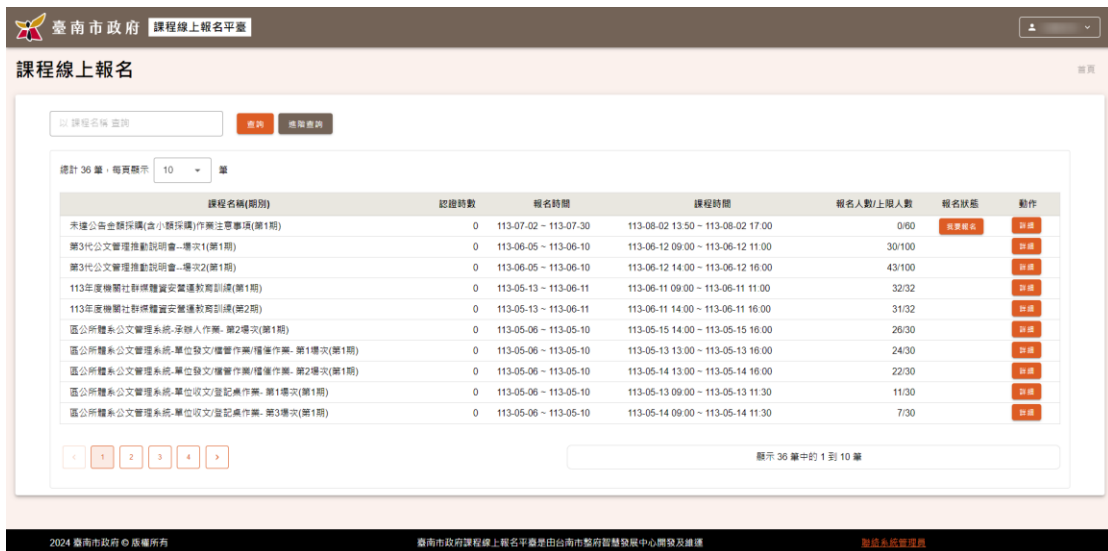 臺南市政府 課程線上報名平臺
課程線上報名
首頁
以 課程名稱 查詢 查詢 進階查詢
總計 36 筆，每頁顯示 10 筆
課程名稱(期別) 認證時數 報名時間 課程時間 報名人數/上限人數 報名狀態 動作
未達公告金額採購(含小額採購)作業注意事項(第1期) 0 113-07-02 ~ 113-07-30 113-08-02 13:50 ~ 113-08-02 17:00 0/60 我要報名 詳細
第3代公文管理推動說明會--場次1(第1期) 0 113-06-05 ~ 113-06-10 113-06-12 09:00 ~ 113-06-12 11:00 30/100 詳細
第3代公文管理推動說明會--場次2(第1期) 0 113-06-05 ~ 113-06-10 113-06-12 14:00 ~ 113-06-12 16:00 43/100 詳細
113年度機關社群媒體資安營運教育訓練(第1期) 0 113-05-13 ~ 113-06-11 113-06-11 09:00 ~ 113-06-11 11:00 32/32 詳細
113年度機關社群媒體資安營運教育訓練(第2期) 0 113-05-13 ~ 113-06-11 113-06-11 14:00 ~ 113-06-11 16:00 31/32 詳細
區公所體系公文管理系統-承辦人作業- 第2場次(第1期) 0 113-05-06 ~ 113-05-10 113-05-15 14:00 ~ 113-05-15 16:00 26/30 詳細
區公所體系公文管理系統-單位發文/檔管作業/稽催作業- 第1場次(第1期) 0 113-05-06 ~ 113-05-10 113-05-13 13:00 ~ 113-05-13 16:00 24/30 詳細
區公所體系公文管理系統-單位發文/檔管作業/稽催作業- 第2場次(第1期) 0 113-05-06 ~ 113-05-10 113-05-14 13:00 ~ 113-05-14 16:00 22/30 詳細
區公所體系公文管理系統-單位收文/登記桌作業- 第1場次(第1期) 0 113-05-06 ~ 113-05-10 113-05-13 09:00 ~ 113-05-13 11:30 11/30 詳細
區公所體系公文管理系統-單位收文/登記桌作業- 第3場次(第1期) 0 113-05-06 ~ 113-05-10 113-05-14 09:00 ~ 113-05-14 11:30 7/30 詳細
< 1 2 3 4 > 顯示 36 筆中的 1 到 10 筆
2024 臺南市政府 © 版權所有 臺南市政府課程線上報名平臺是由台南市政府智慧發展中心開發及維護 聯結系統管理員